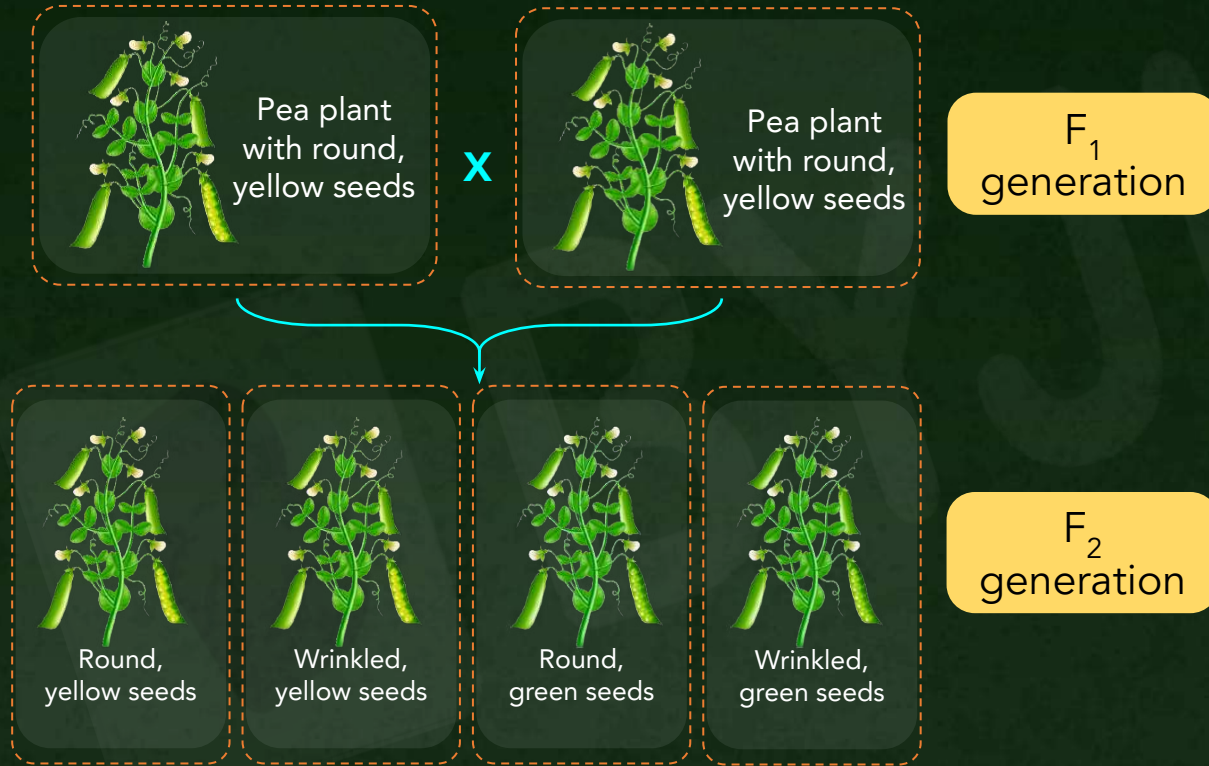 Pea plant
with round,
yellow seeds
X
Pea plant
with round,
yellow seeds
F₁
generation
Round,
yellow seeds
Wrinkled,
yellow seeds
Round,
green seeds
Wrinkled,
green seeds
F₂
generation